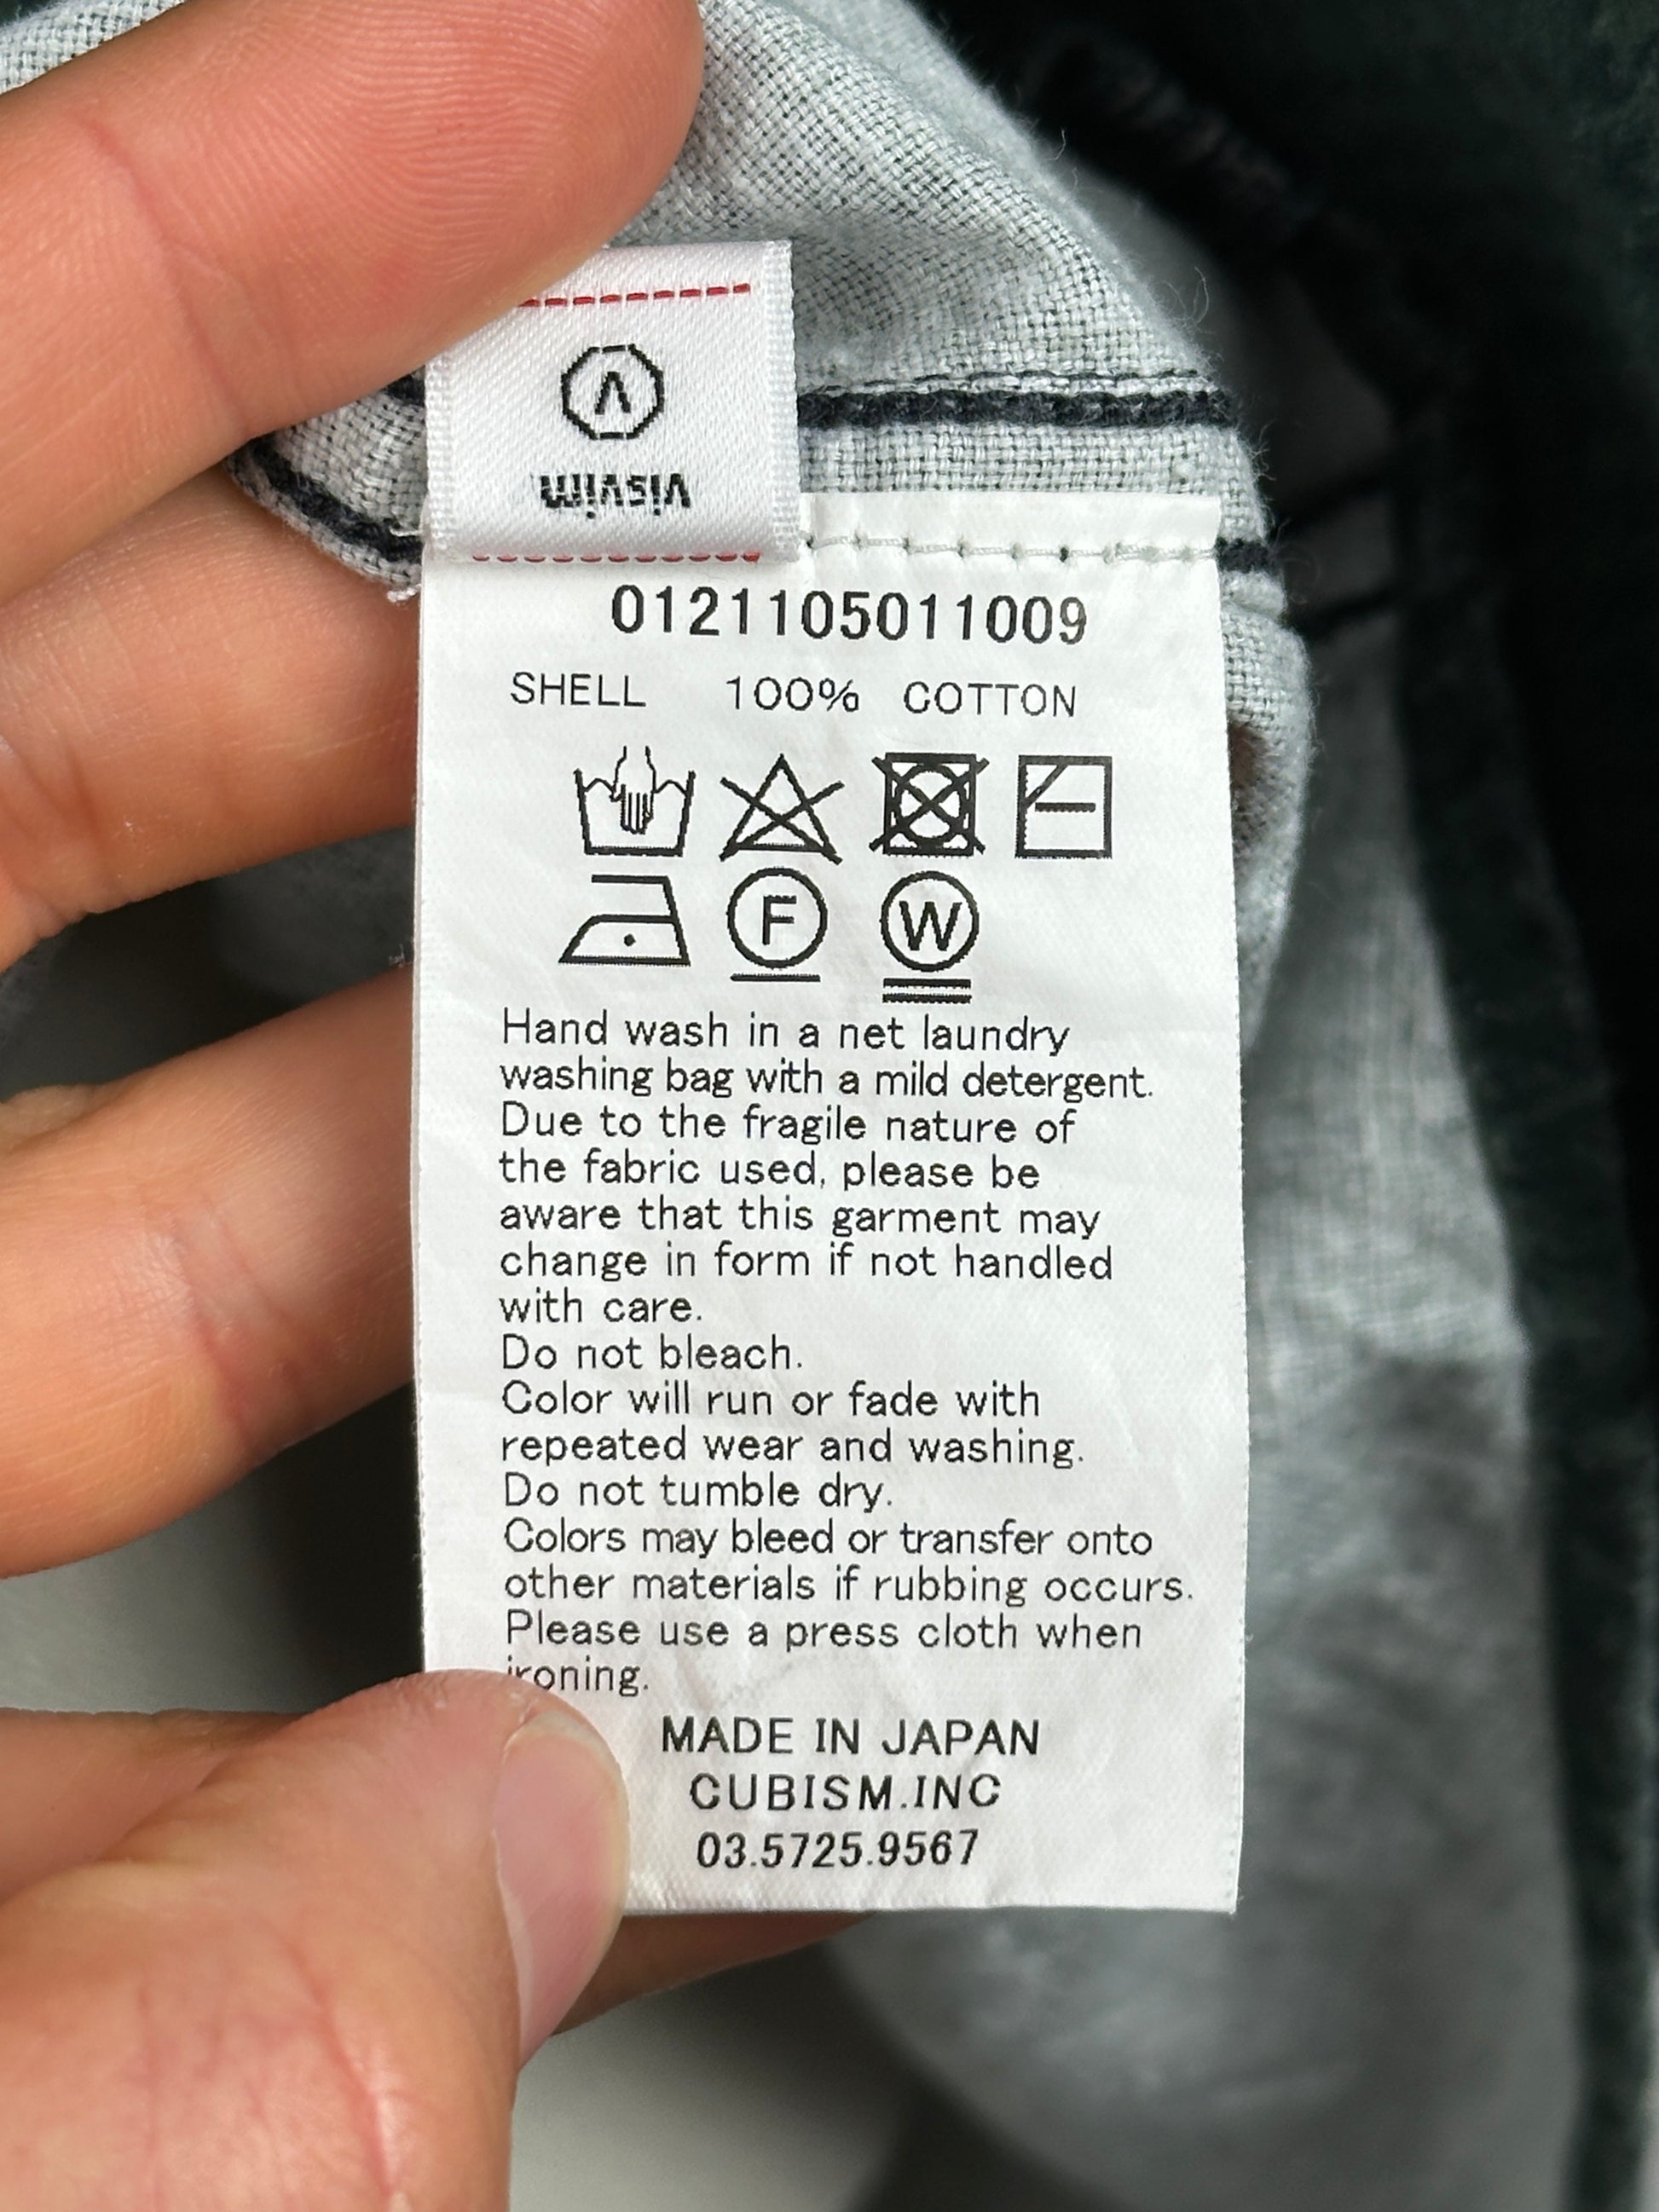 visvim
0121105011009
SHELL 100% COTTON
F W
Hand wash in a net laundry
washing bag with a mild detergent.
Due to the fragile nature of
the fabric used, please be
aware that this garment may
change in form if not handled
with care.
Do not bleach.
Color will run or fade with
repeated wear and washing.
Do not tumble dry.
Colors may bleed or transfer onto
other materials if rubbing occurs.
Please use a press cloth when
ironing.
MADE IN JAPAN
CUBISM.INC
03.5725.9567